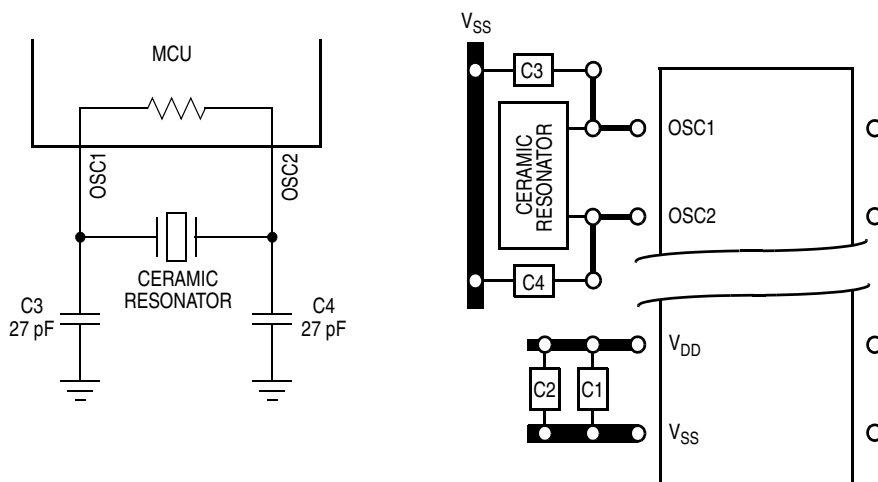 MCU
OSC1
OSC2
CERAMIC
RESONATOR
C3
27 pF
C4
27 pF
VSS
C3
CERAMIC
RESONATOR
C4
OSC1
OSC2
C2
C1
VDD
VSS